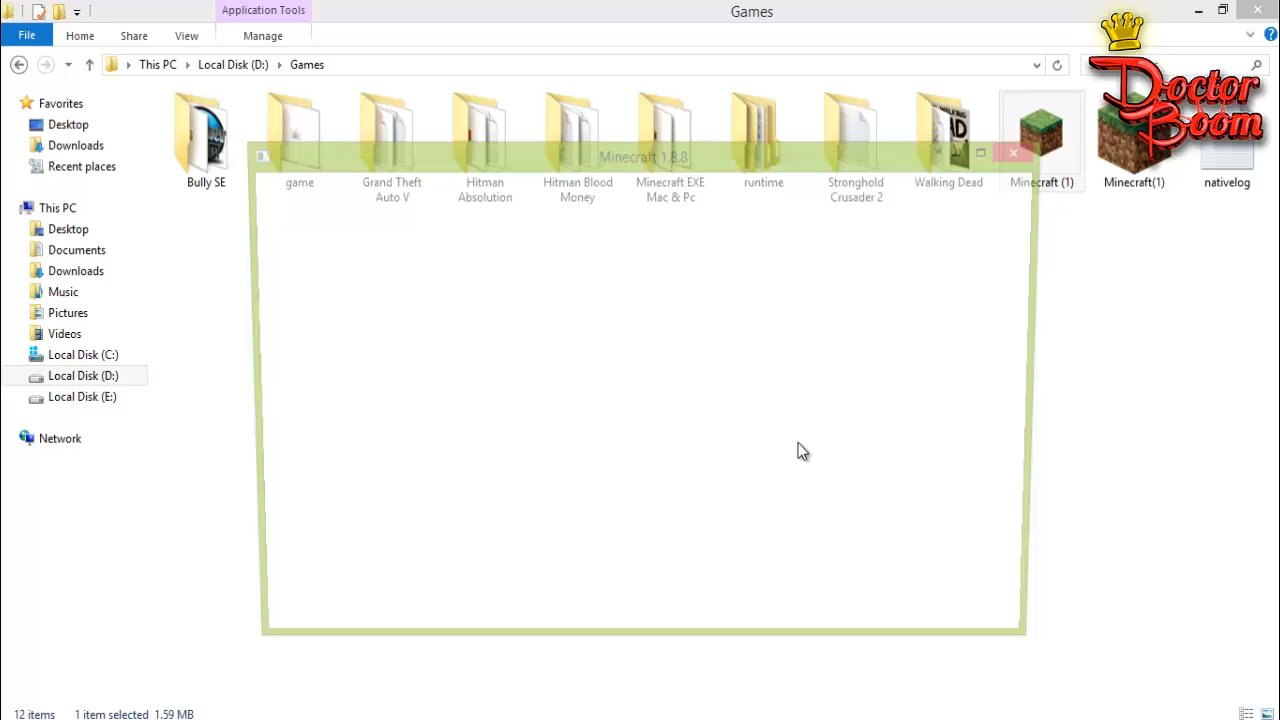 Application Tools
Games
File
Home
Share
View
Manage
This PC
Local Disk (D:)
Games
Doctor
Boom
Favorites
Desktop
Downloads
Recent places
This PC
Desktop
Documents
Downloads
Music
Pictures
Videos
Local Disk (C:)
Local Disk (D:)
Local Disk (E:)
Network
Minecraft 1.8.8
Bully SE
game
Grand Theft
Auto V
Hitman
Absolution
Hitman Blood
Money
Minecraft EXE
Mac & Pc
runtime
Stronghold
Crusader 2
Walking Dead
Minecraft (1)
Minecraft(1)
nativelog
12 items
1 item selected 1.59 MB